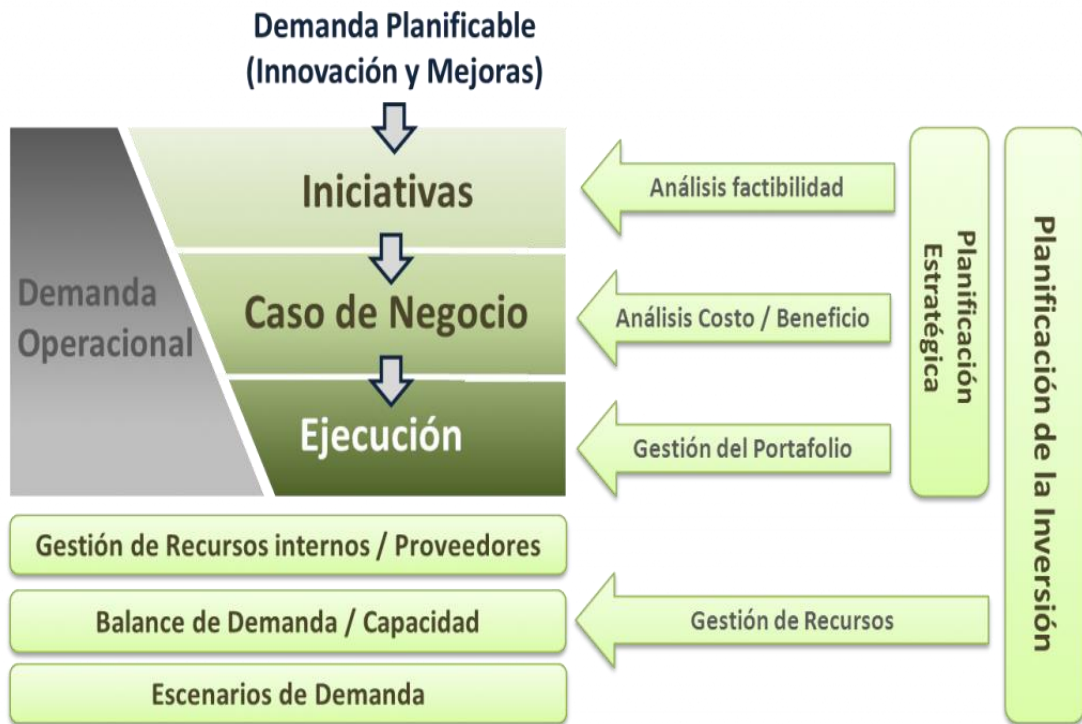 Demanda Planificable
(Innovación y Mejoras)
Iniciativas
Análisis factibilidad
Demanda
Operacional
Caso de Negocio
Análisis Costo / Beneficio
Ejecución
Gestión del Portafolio
Planificación
Estratégica
Planificación de la Inversión
Gestión de Recursos internos / Proveedores
Balance de Demanda / Capacidad
Gestión de Recursos
Escenarios de Demanda